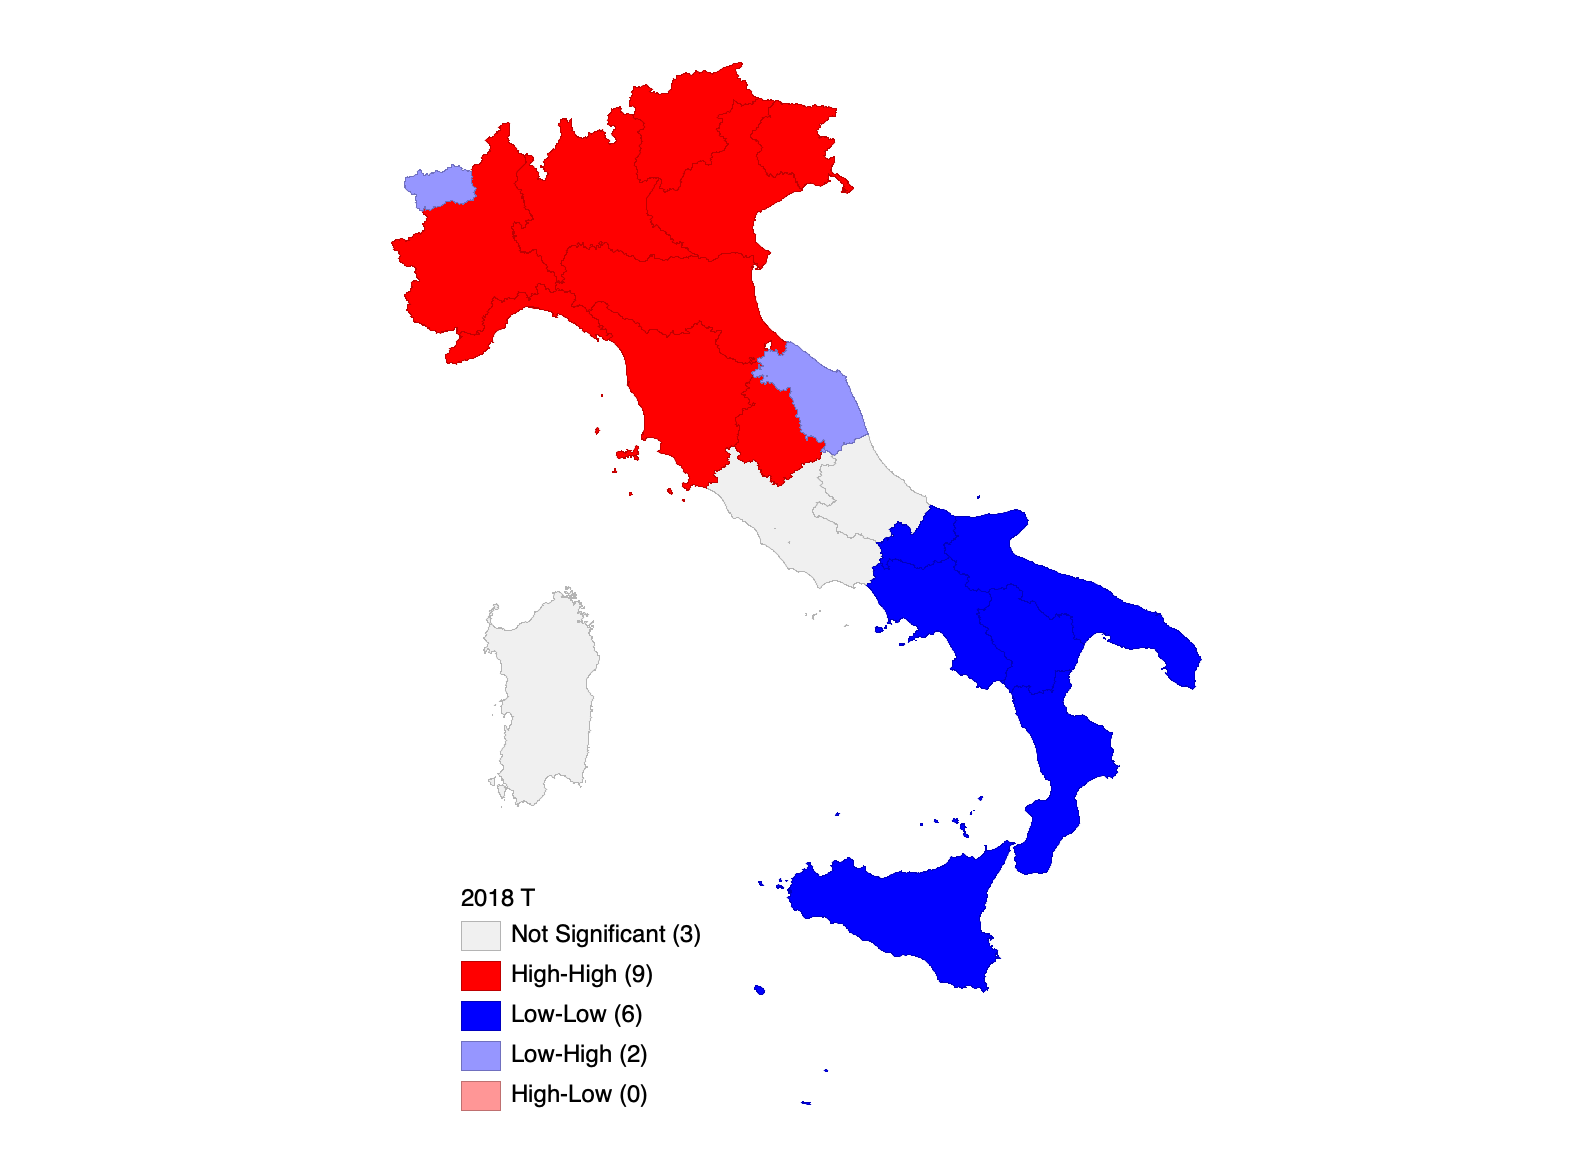 2018 T
Not Significant (3)
High-High (9)
Low-Low (6)
Low-High (2)
High-Low (0)